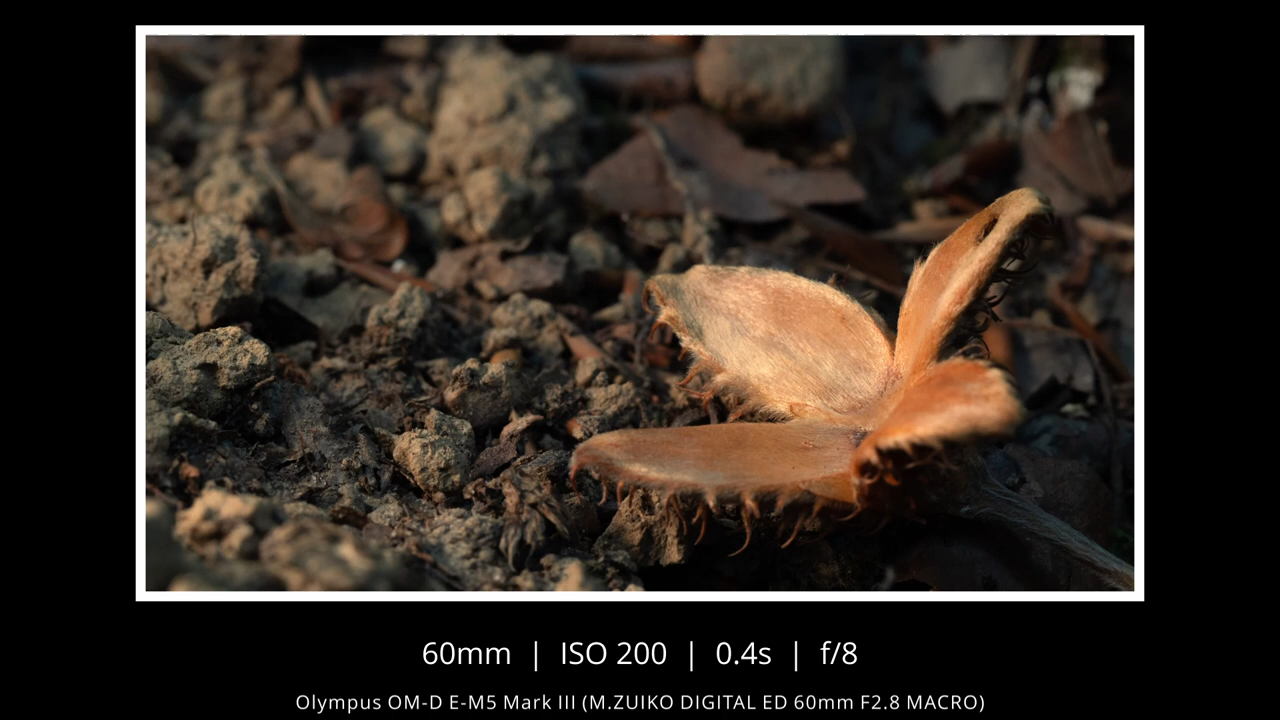 60mm | ISO 200 | 0.4s | f/8
Olympus OM-D E-M5 Mark III (M.ZUIKO DIGITAL ED 60mm F2.8 MACRO)